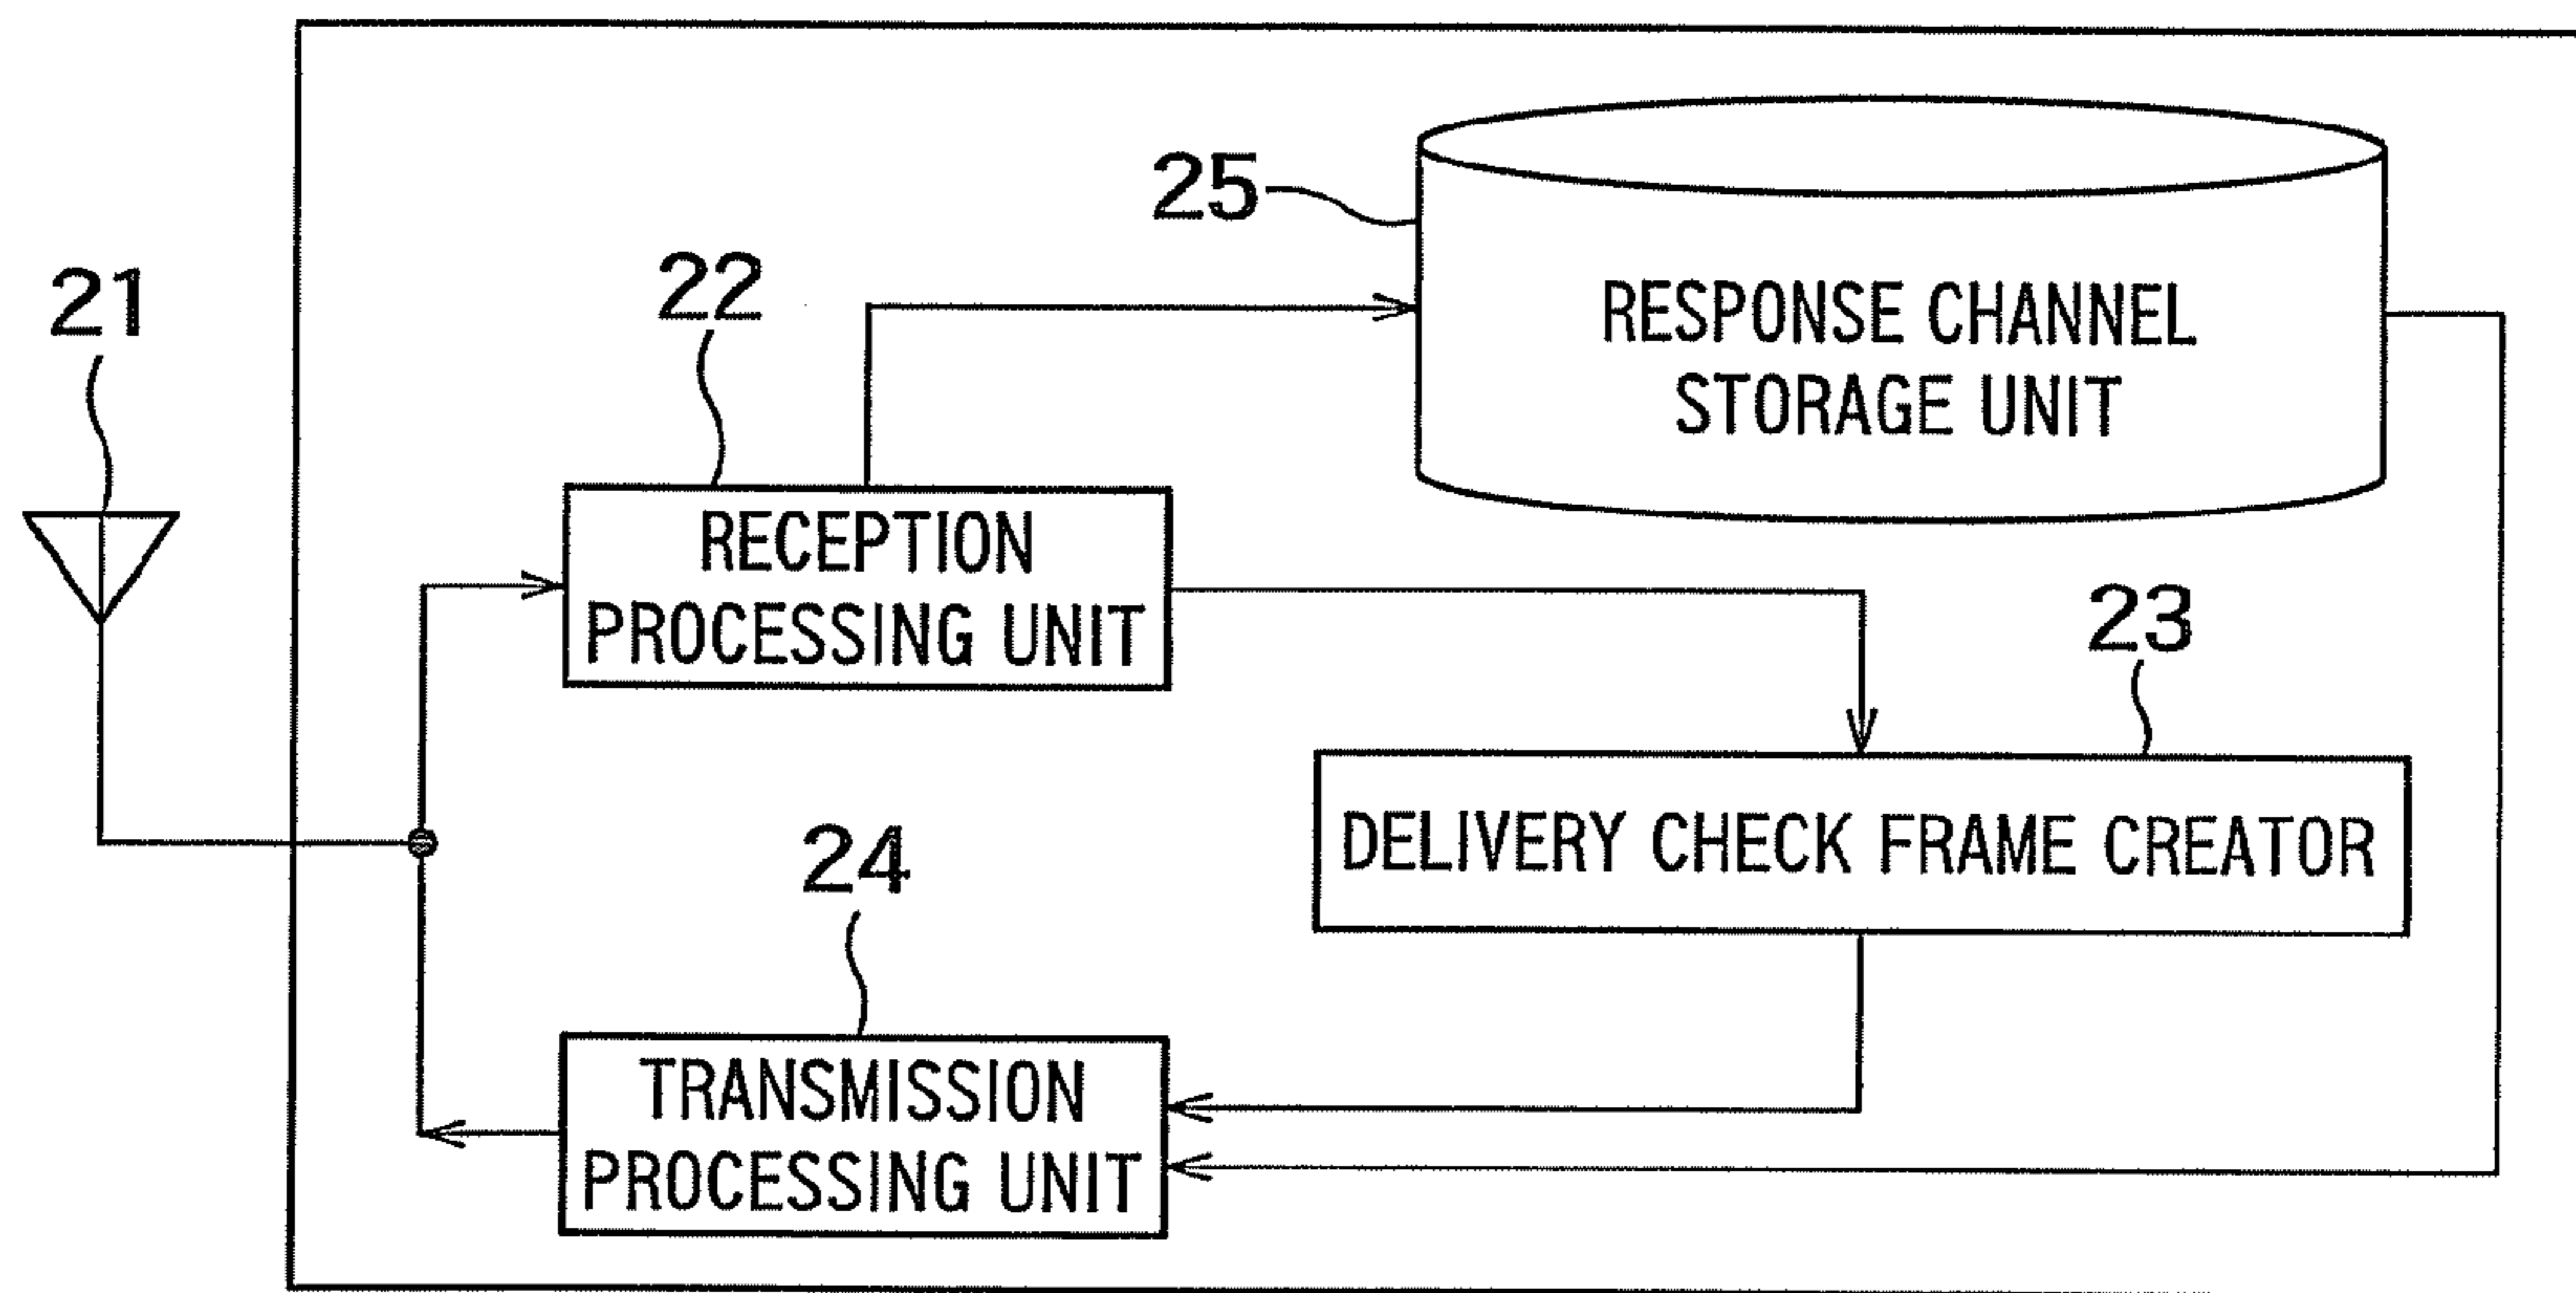 25
22
21
RESPONSE CHANNEL
STORAGE UNIT
RECEPTION
PROCESSING UNIT
23
DELIVERY CHECK FRAME CREATOR
24
TRANSMISSION
PROCESSING UNIT